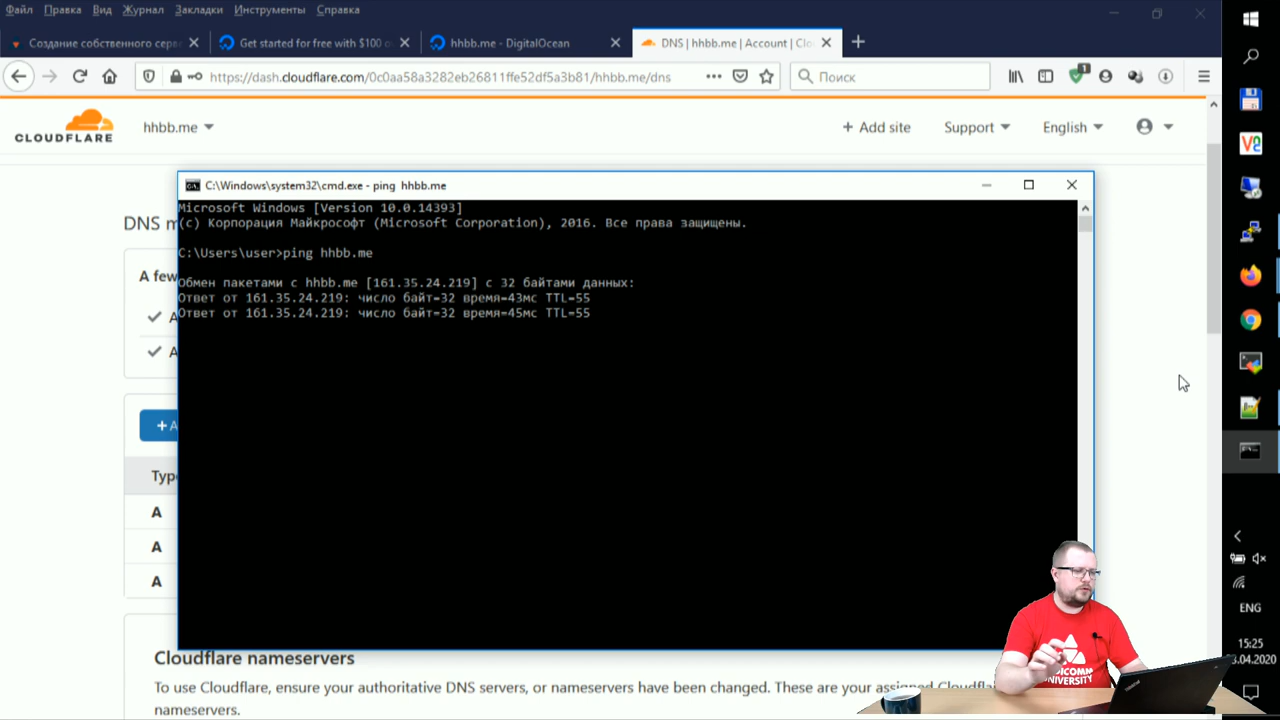 Файл Правка Вид Журнал Закладки Инструменты Справка
Создание собственного серв
Get started for free with $100 o
hhbb.me - DigitalOcean
DNS | hhbb.me | Account | Clo
https://dash.cloudflare.com/0c0aa58a3282eb26811ffe52df5a3b81/hhbb.me/dns
Поиск
1
CLOUDFLARE
hhbb.me
+ Add site
Support
English
C:\Windows\system32\cmd.exe - ping hhbb.me
Microsoft Windows [Version 10.0.14393]
(c) Корпорация Майкрософт (Microsoft Corporation), 2016. Все права защищены.
C:\Users\user>ping hhbb.me
Обмен пакетами с hhbb.me [161.35.24.219] с 32 байтами данных:
Ответ от 161.35.24.219: число байт=32 время=43мс TTL=55
Ответ от 161.35.24.219: число байт=32 время=45мс TTL=55
DNS m
A few
A
A
+ A
Type
A
A
A
Cloudflare nameservers
To use Cloudflare, ensure your authoritative DNS servers, or nameservers have been changed. These are your assigned Cloudfla
nameservers.
UNIVERSITY
ENG
15:25
.04.2020